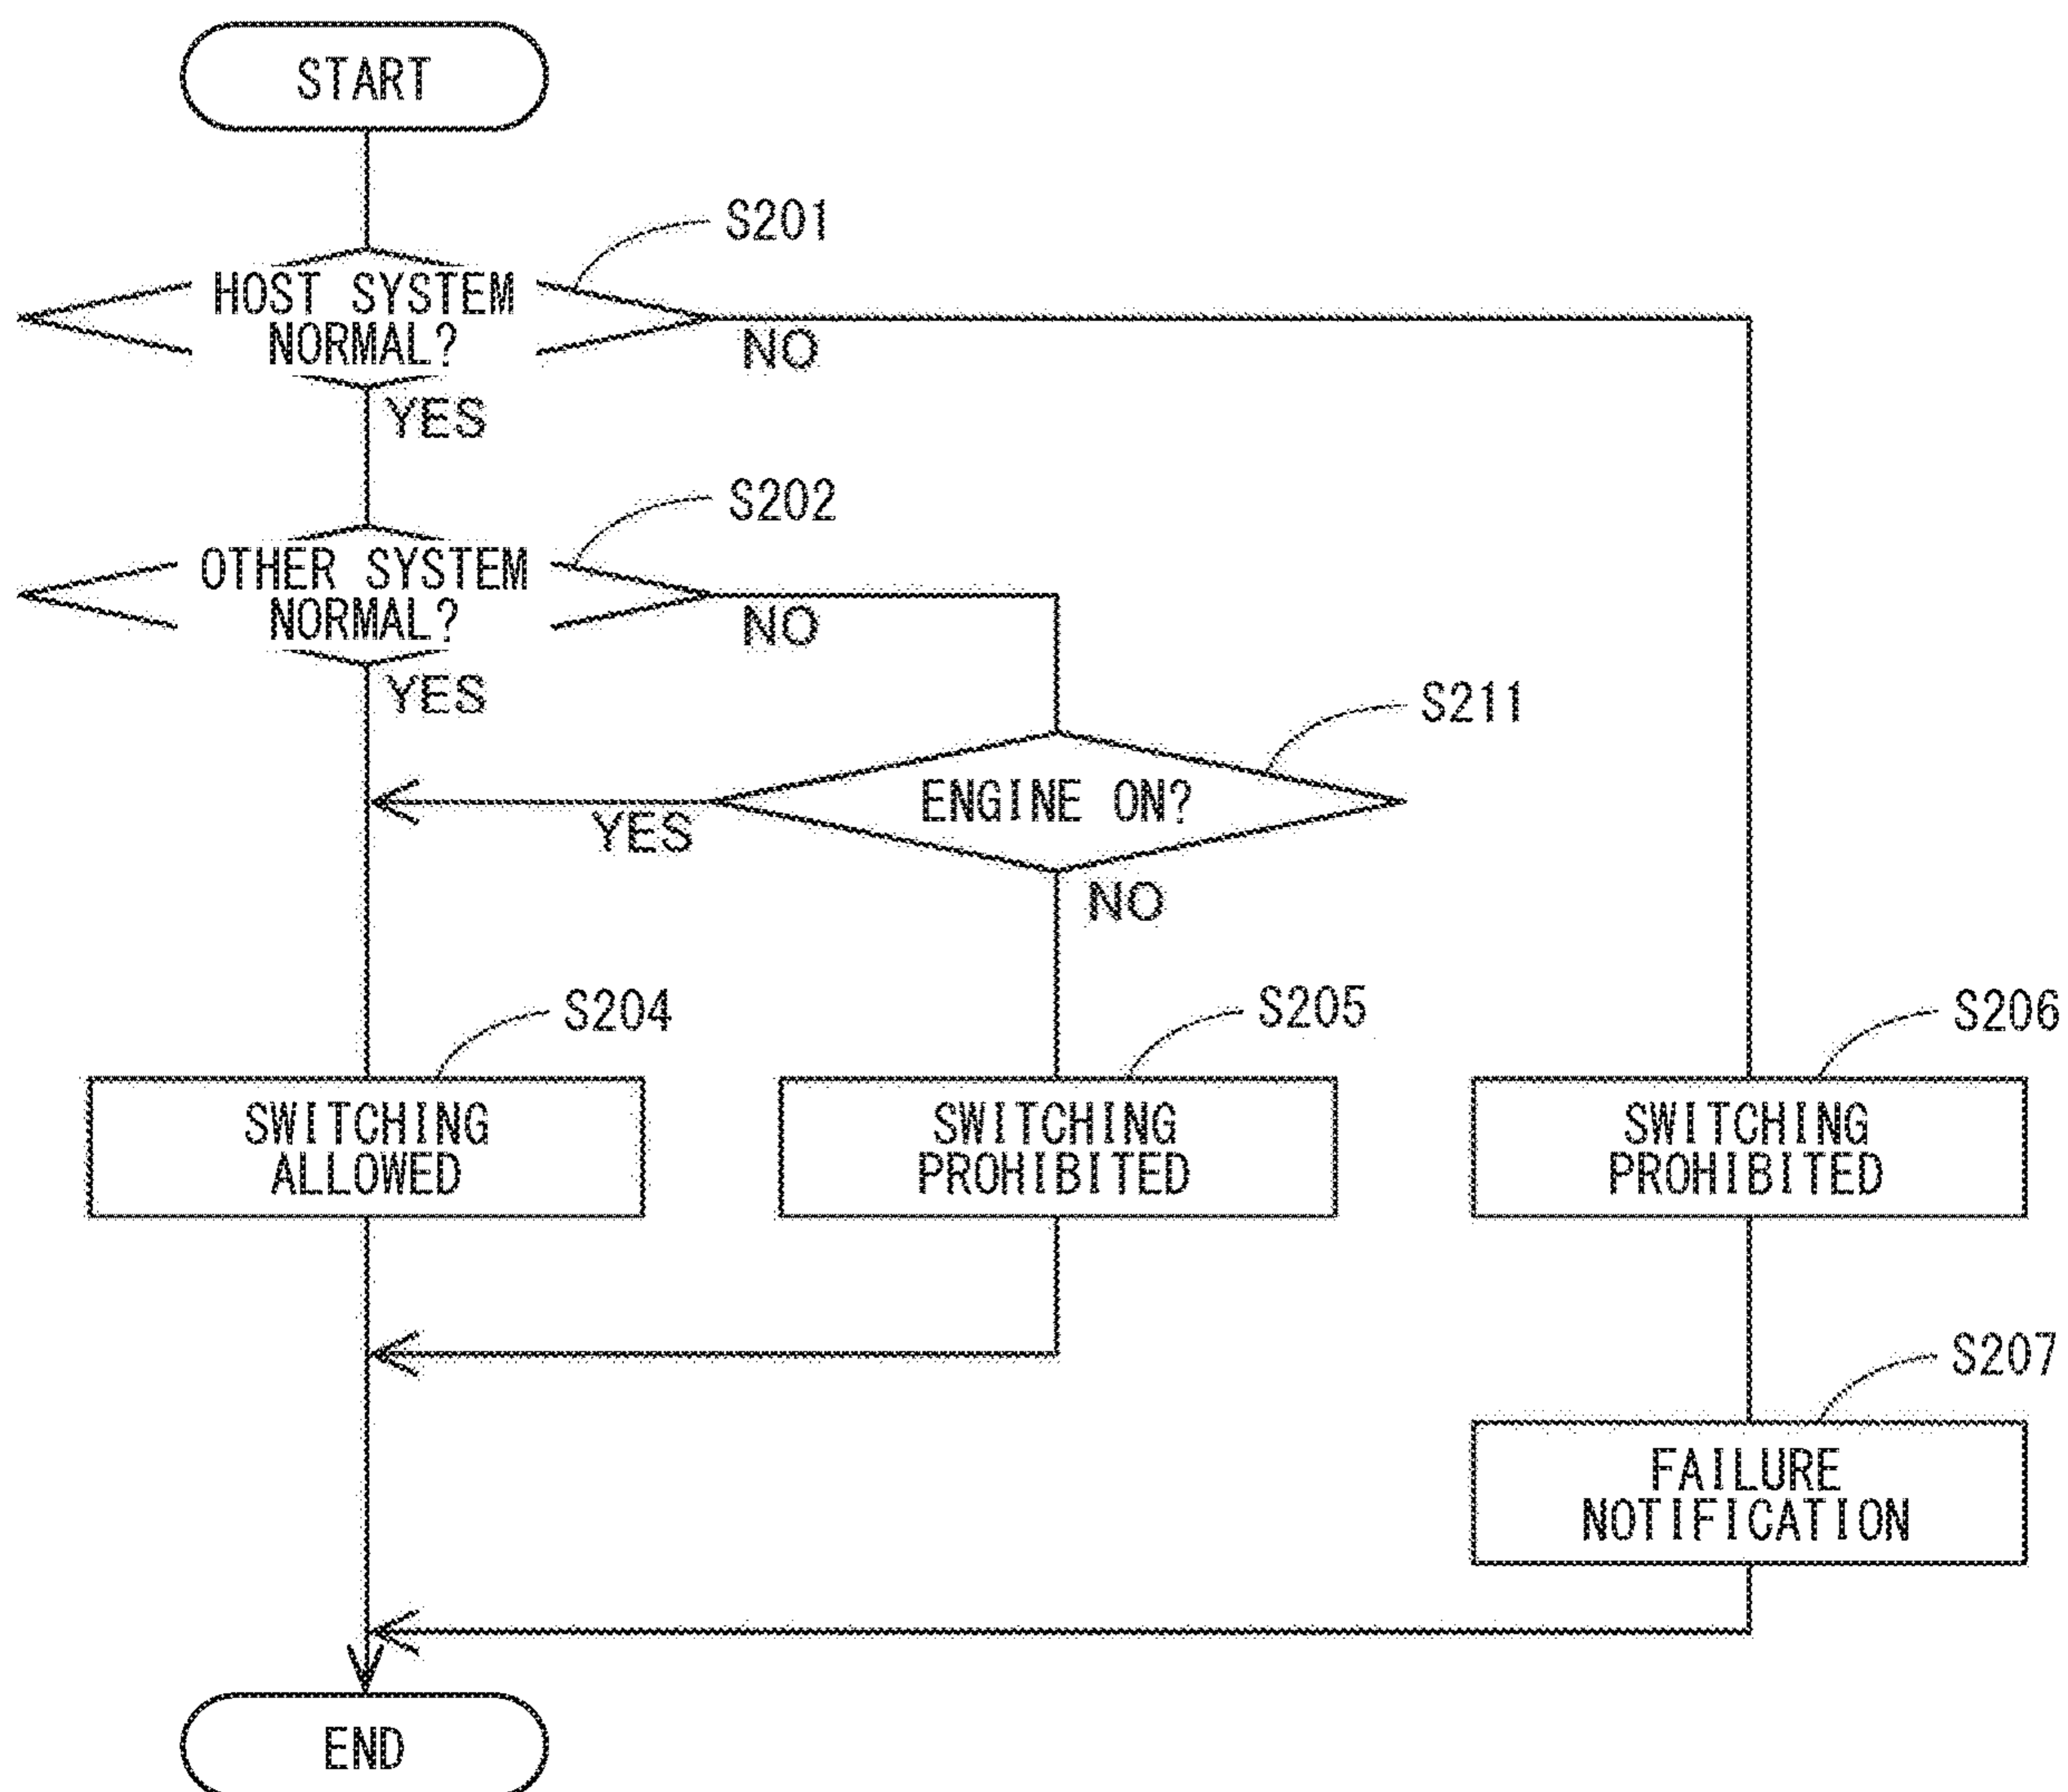 START
S201
HOST SYSTEM
NORMAL?
NO
YES
S202
OTHER SYSTEM
NORMAL?
NO
YES
S211
ENGINE ON?
YES
NO
S204
S205
S206
SWITCHING
ALLOWED
SWITCHING
PROHIBITED
SWITCHING
PROHIBITED
S207
FAILURE
NOTIFICATION
END